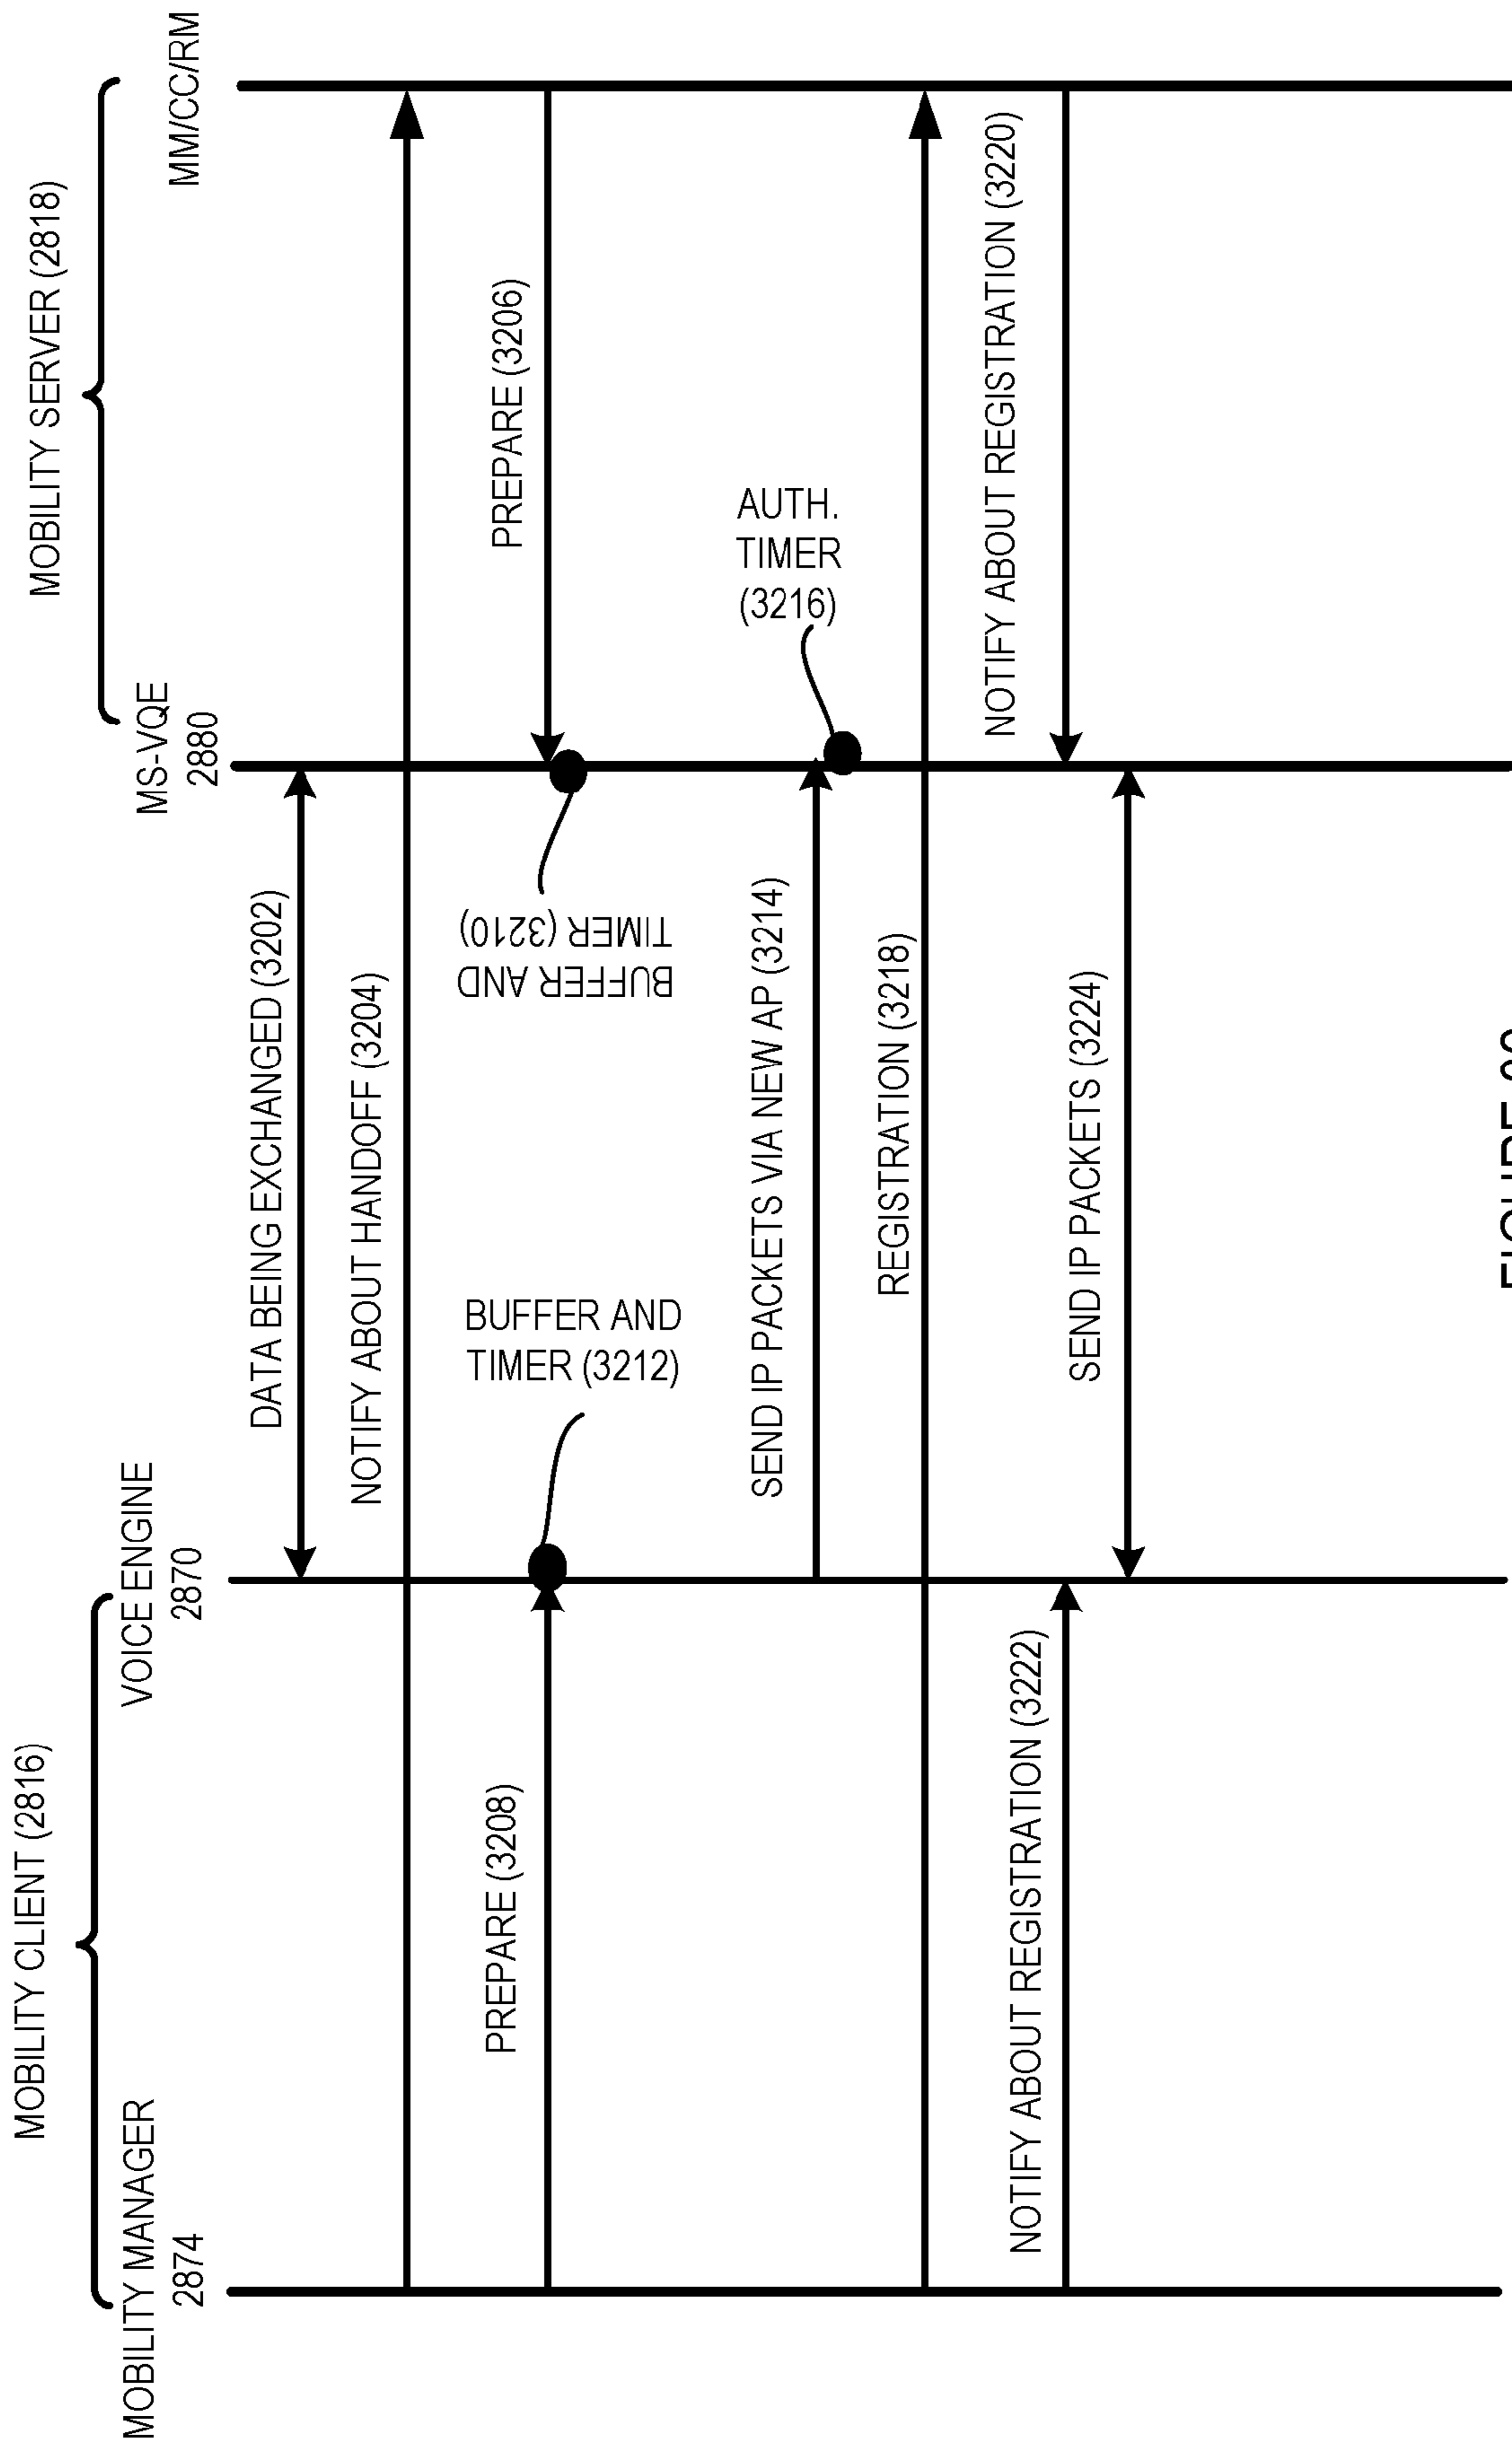 MOBILITY CLIENT (2816)
MOBILITY SERVER (2818)
MOBILITY MANAGER
2874
VOICE ENGINE
2870
MS-VQE
2880
MM/CC/RM
DATA BEING EXCHANGED (3202)
NOTIFY ABOUT HANDOFF (3204)
PREPARE (3208)
BUFFER AND
TIMER (3212)
BUFFER AND
TIMER (3210)
PREPARE (3206)
SEND IP PACKETS VIA NEW AP (3214)
AUTH.
TIMER
(3216)
REGISTRATION (3218)
NOTIFY ABOUT REGISTRATION (3222)
NOTIFY ABOUT REGISTRATION (3220)
SEND IP PACKETS (3224)
FIGURE